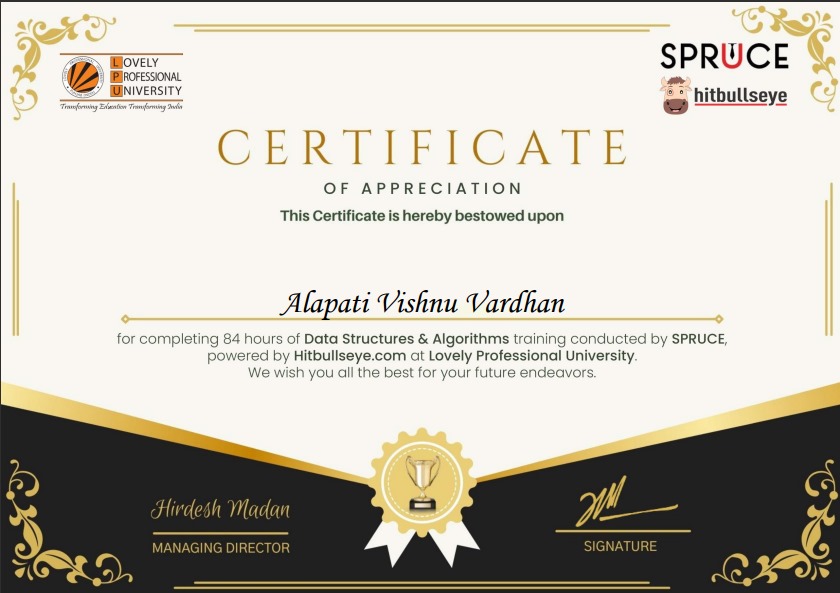 LOVELY
PROFESSIONAL
UNIVERSITY
Transforming Education Transforming India
SPRUCE
hitbullseye
CERTIFICATE
OF APPRECIATION
This Certificate is hereby bestowed upon
Alapati Vishnu Vardhan
for completing 84 hours of Data Structures & Algorithms training conducted by SPRUCE,
powered by Hitbullseye.com at Lovely Professional University.
We wish you all the best for your future endeavors.
Hirdesh Madan
MANAGING DIRECTOR
SIGNATURE